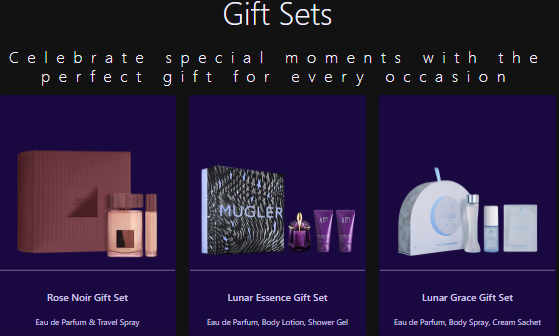 Gift Sets
Celebrate special moments with the
perfect gift for every occasion
MUGLER
Rose Noir Gift Set
Lunar Essence Gift Set
Lunar Grace Gift Set
Eau de Parfum & Travel Spray
Eau de Parfum, Body Lotion, Shower Gel
Eau de Parfum, Body Spray, Cream Sachet